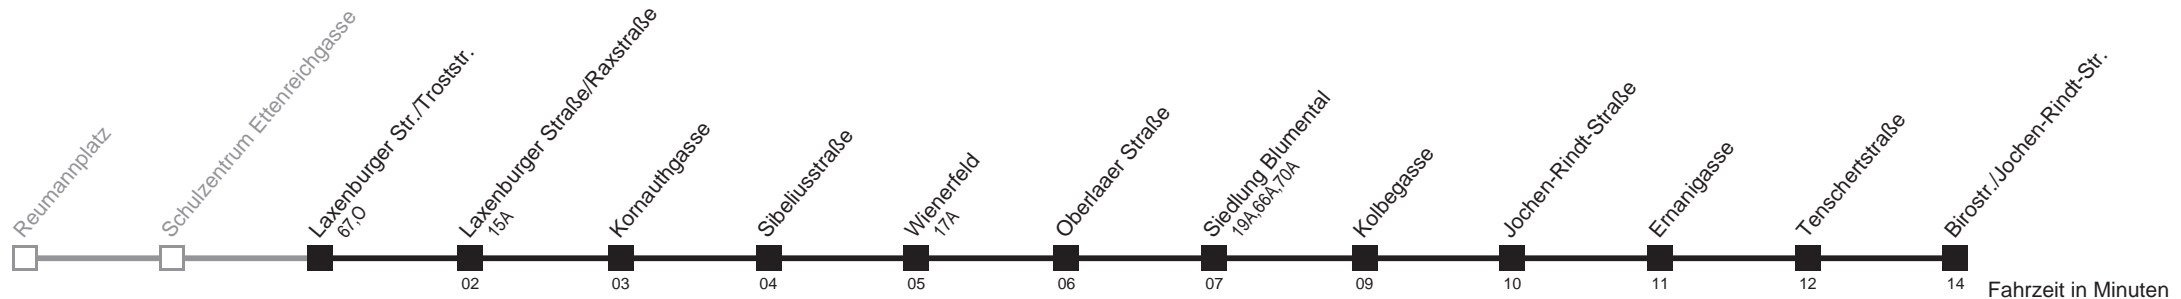 Reumannplatz
Schulzentrum Ettenreichgasse
Laxenburger Str./Troststr.
67,O
Laxenburger Straße/Raxstraße
15A
Kornauthgasse
Sibeliusstraße
Wienerfeld
17A
Oberlaaer Straße
Siedlung Blumental
19A,66A,70A
Kolbegasse
Jochen-Rindt-Straße
Ernanigasse
Tenschertstraße
Birostr./Jochen-Rindt-Str.
02 03 04 05 06 07 09 10 11 12 14
Fahrzeit in Minuten